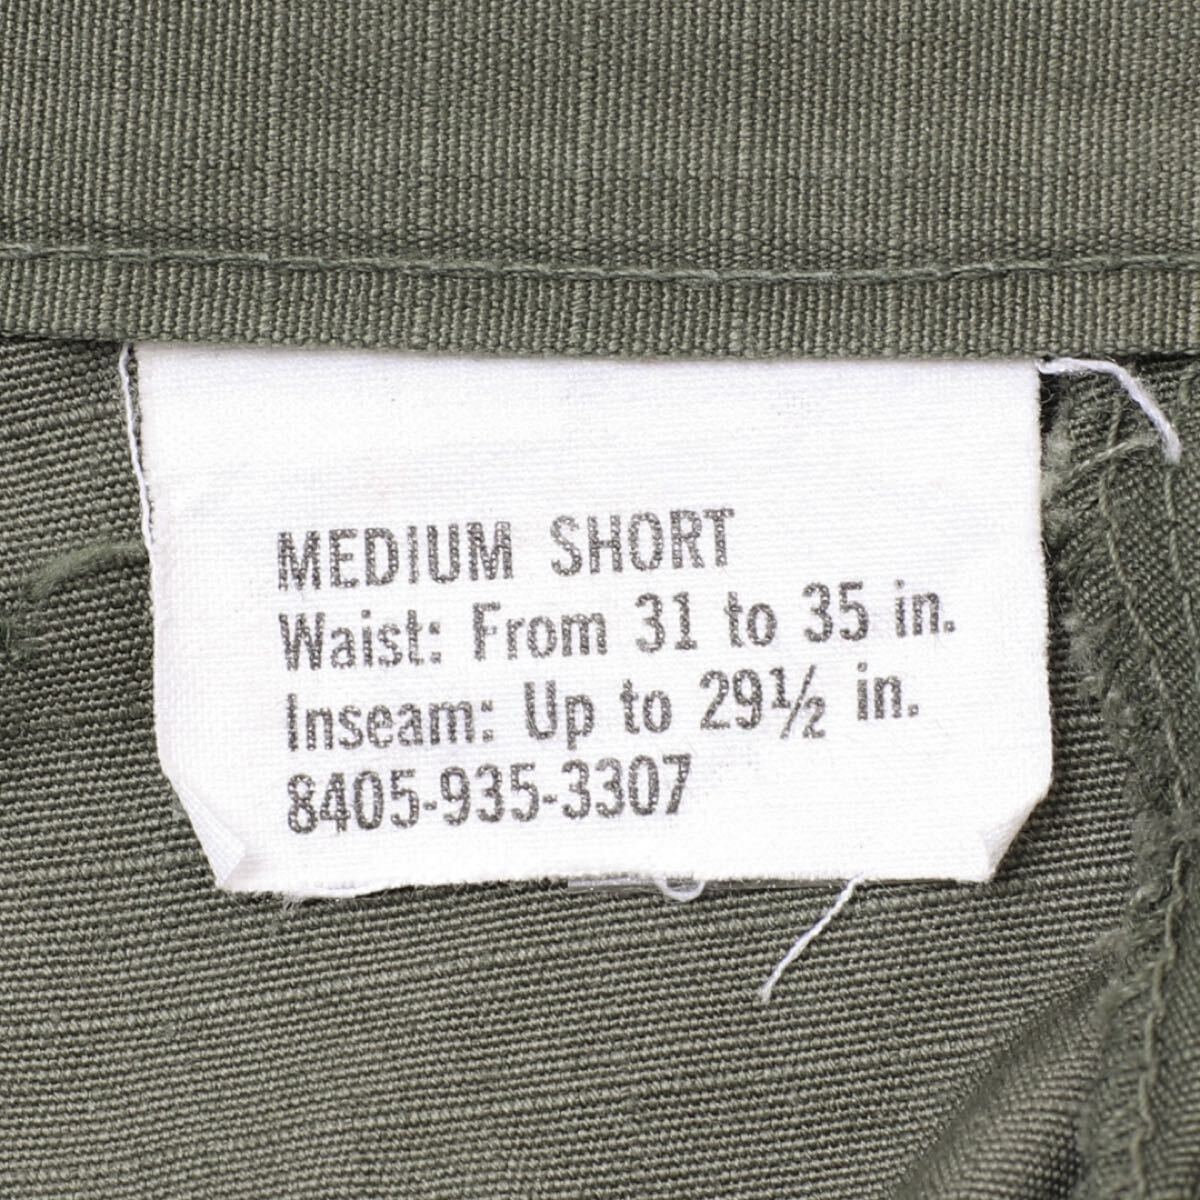 MEDIUM SHORT
Waist: From 31 to 35 in.
Inseam: Up to 29½ in.
8405-935-3307